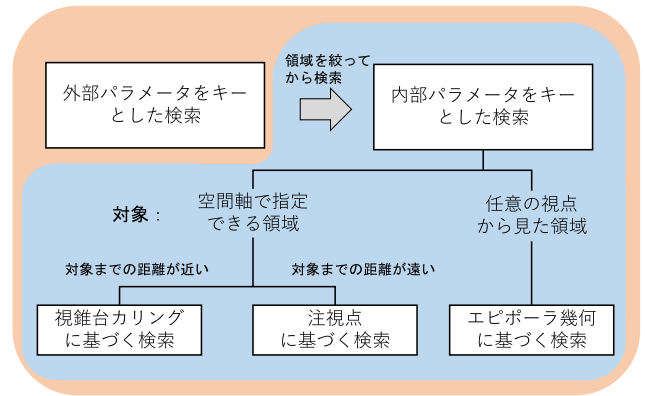 外部パラメータをキー
とした検索
領域を絞って
から検索
内部パラメータをキー
とした検索
対象：
空間軸で指定
できる領域
任意の視点
から見た領域
対象までの距離が近い
対象までの距離が遠い
視錐台カリング
に基づく検索
注視点
に基づく検索
エピポーラ幾何
に基づく検索